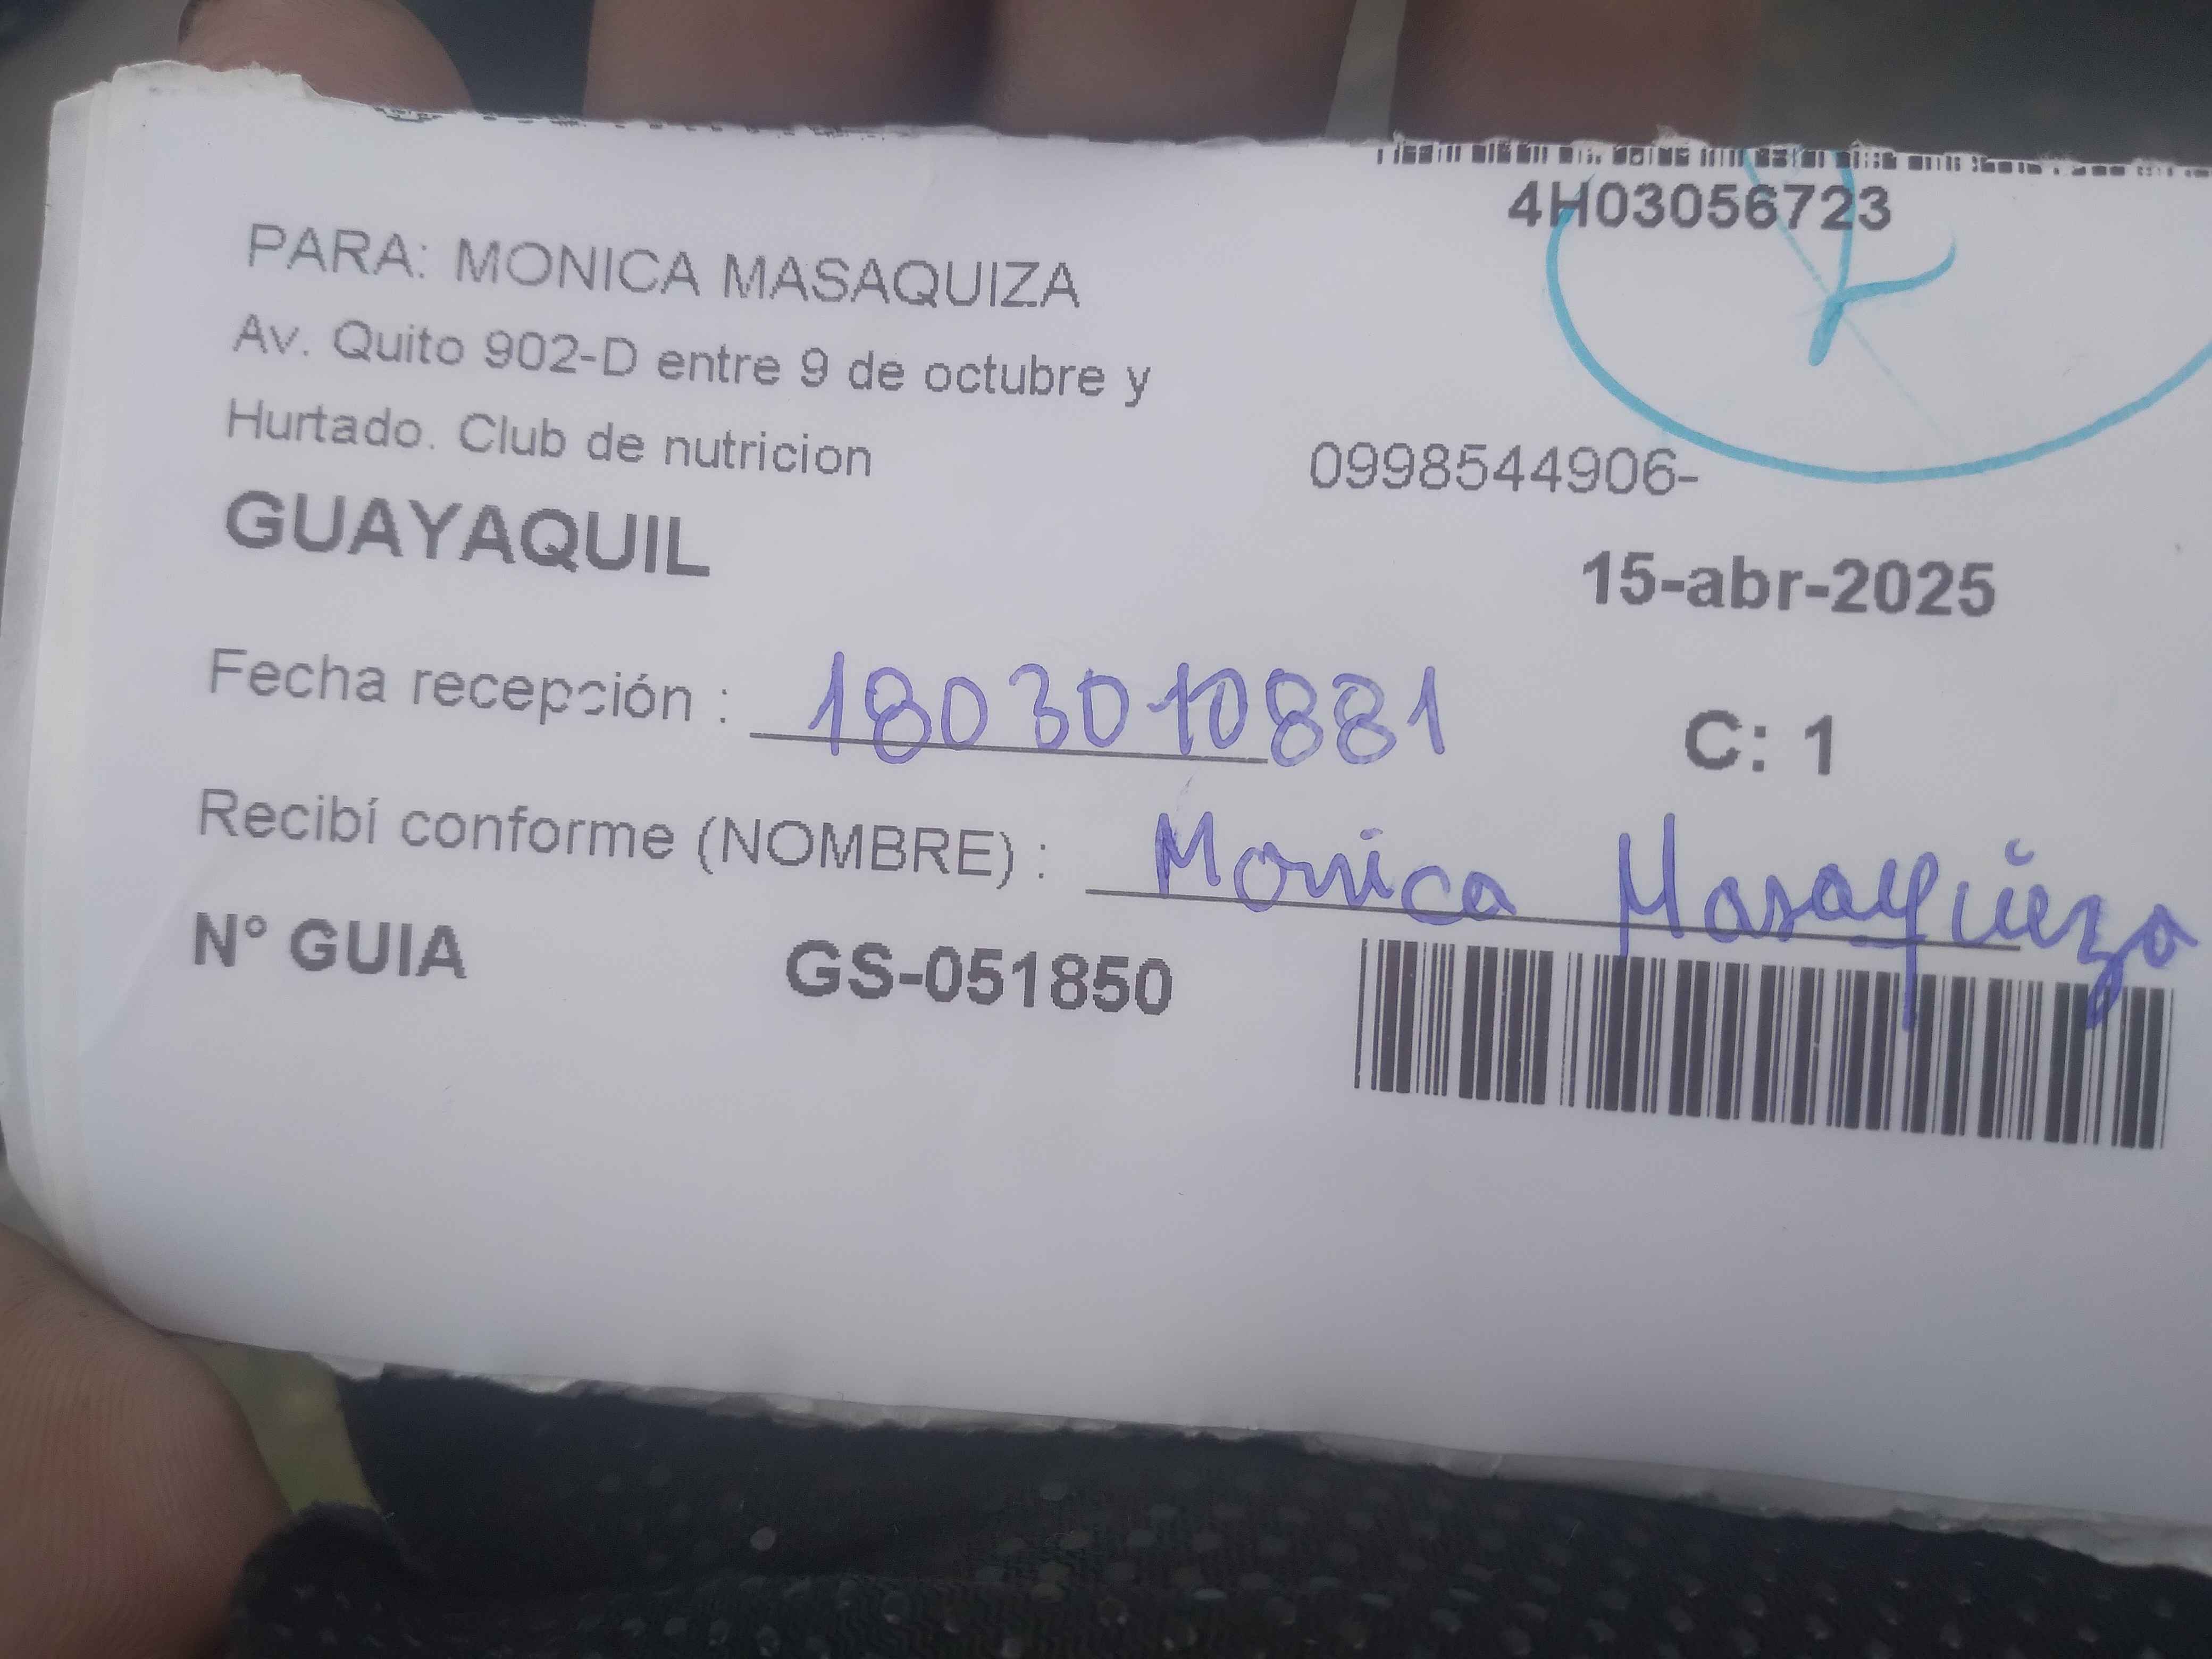 4H03056723
PARA: MONICA MASAQUIZA
Av. Quito 902-D entre 9 de octubre y
Hurtado. Club de nutricion
0998544906-
GUAYAQUIL
15-abr-2025
Fecha recepción : 1803010881
C: 1
Recibí conforme (NOMBRE) : Monica Masaquiza
N° GUIA GS-051850